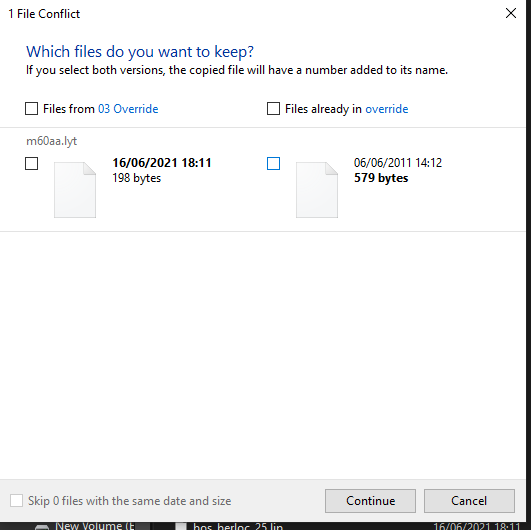 1 File Conflict
Which files do you want to keep?
If you select both versions, the copied file will have a number added to its name.
Files from 03 Override
Files already in override
m60aa.lyt
16/06/2021 18:11
198 bytes
06/06/2011 14:12
579 bytes
Skip 0 files with the same date and size
Continue
Cancel
New Volume (E
16/06/2021 18:11